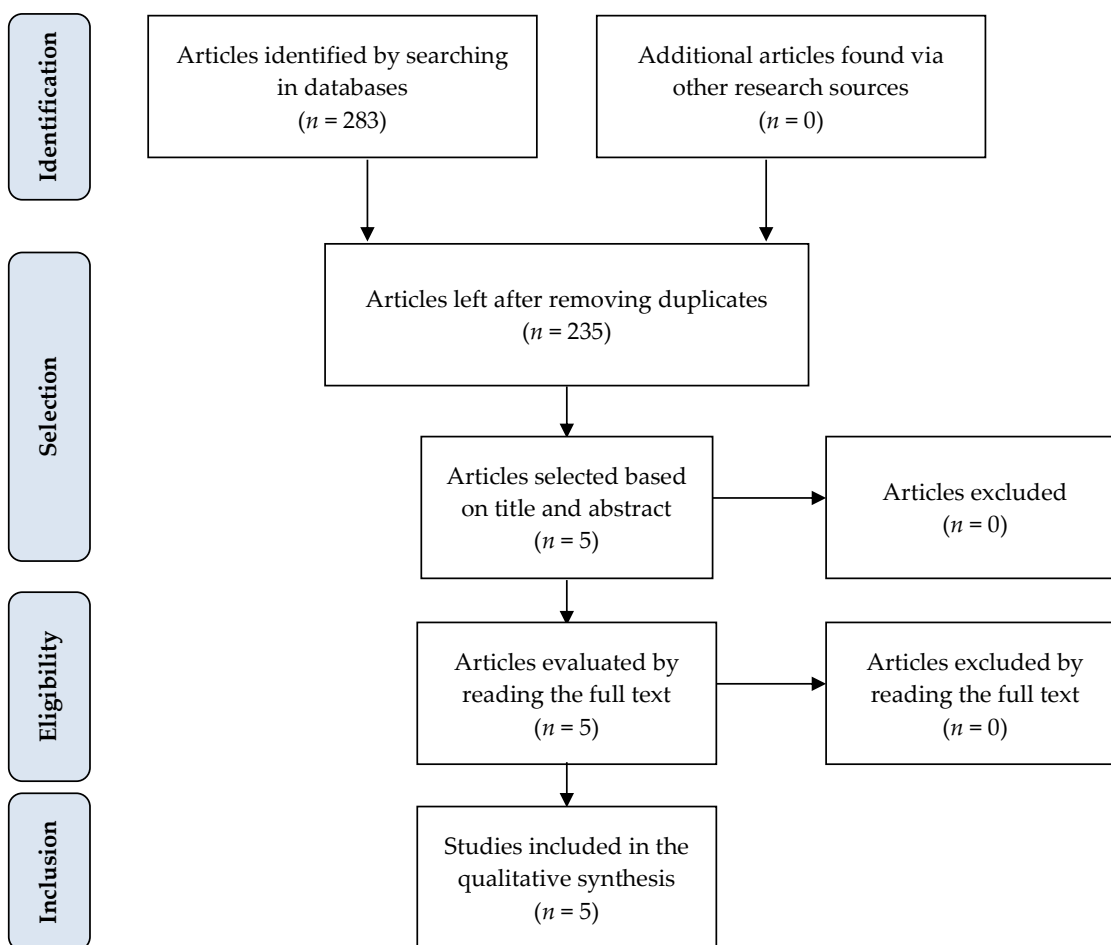 Identification
Articles identified by searching
in databases
(n = 283)
Additional articles found via
other research sources
(n = 0)
Selection
Articles left after removing duplicates
(n = 235)
Articles selected based
on title and abstract
(n = 5)
Articles excluded
(n = 0)
Eligibility
Articles evaluated by
reading the full text
(n = 5)
Articles excluded by
reading the full text
(n = 0)
Inclusion
Studies included in the
qualitative synthesis
(n = 5)